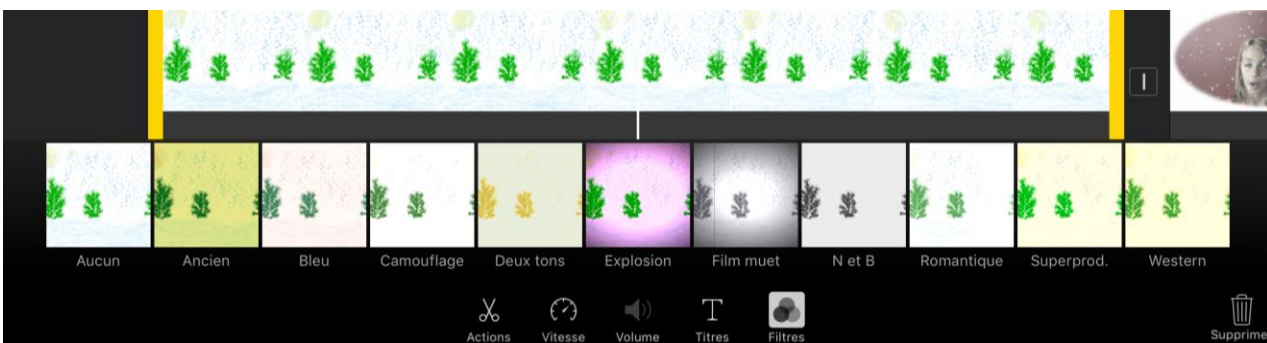 Aucun Ancien Bleu Camouflage Deux tons Explosion Film muet N et B Romantique Superprod. Western
Actions Vitesse Volume Titres Filtres Supprime